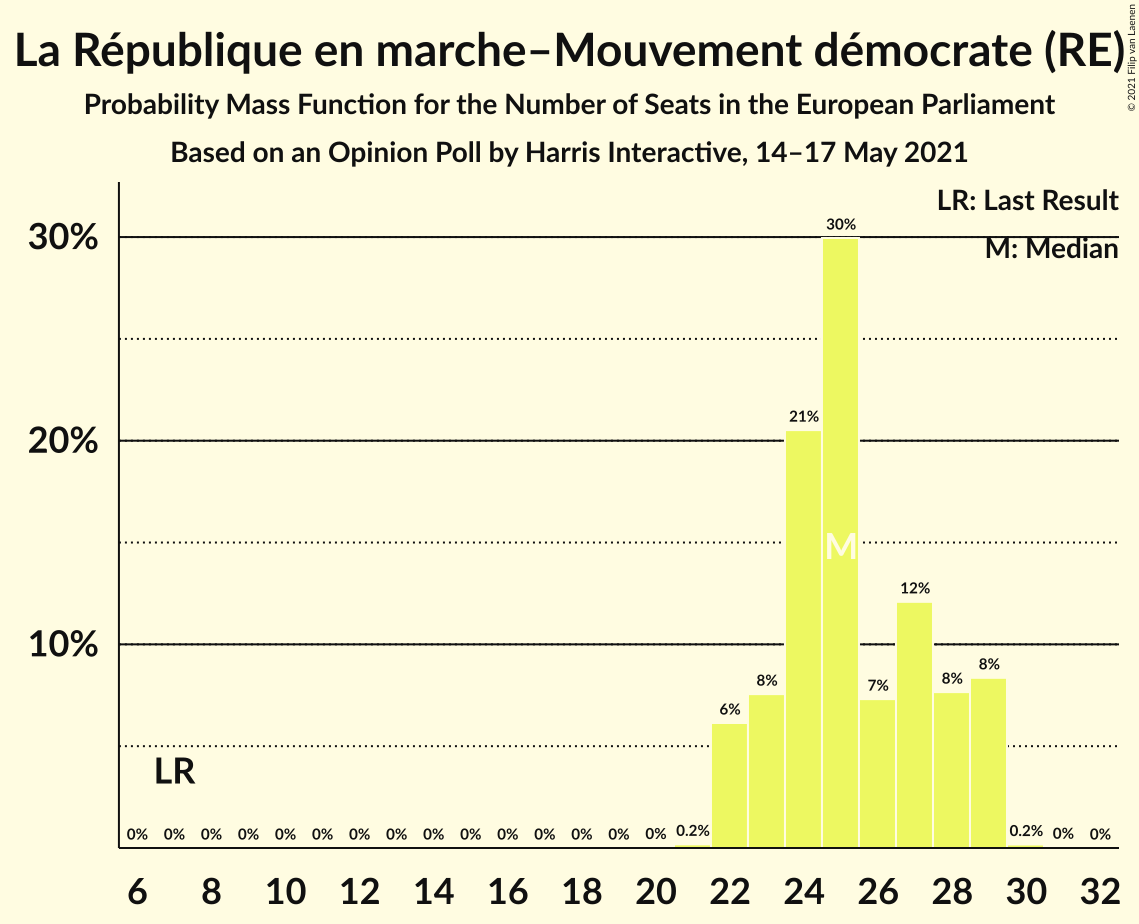 La République en marche–Mouvement démocrate (RE)
© 2021 Filip van Laenen
Probability Mass Function for the Number of Seats in the European Parliament
Based on an Opinion Poll by Harris Interactive, 14–17 May 2021
LR: Last Result
M: Median
30%
20%
10%
30%
21%
M
12%
8%
8%
7%
8%
6%
LR
0% 0% 0% 0% 0% 0% 0% 0% 0% 0% 0% 0% 0% 0% 0% 0.2% 0.2% 0% 0%
6 8 10 12 14 16 18 20 22 24 26 28 30 32